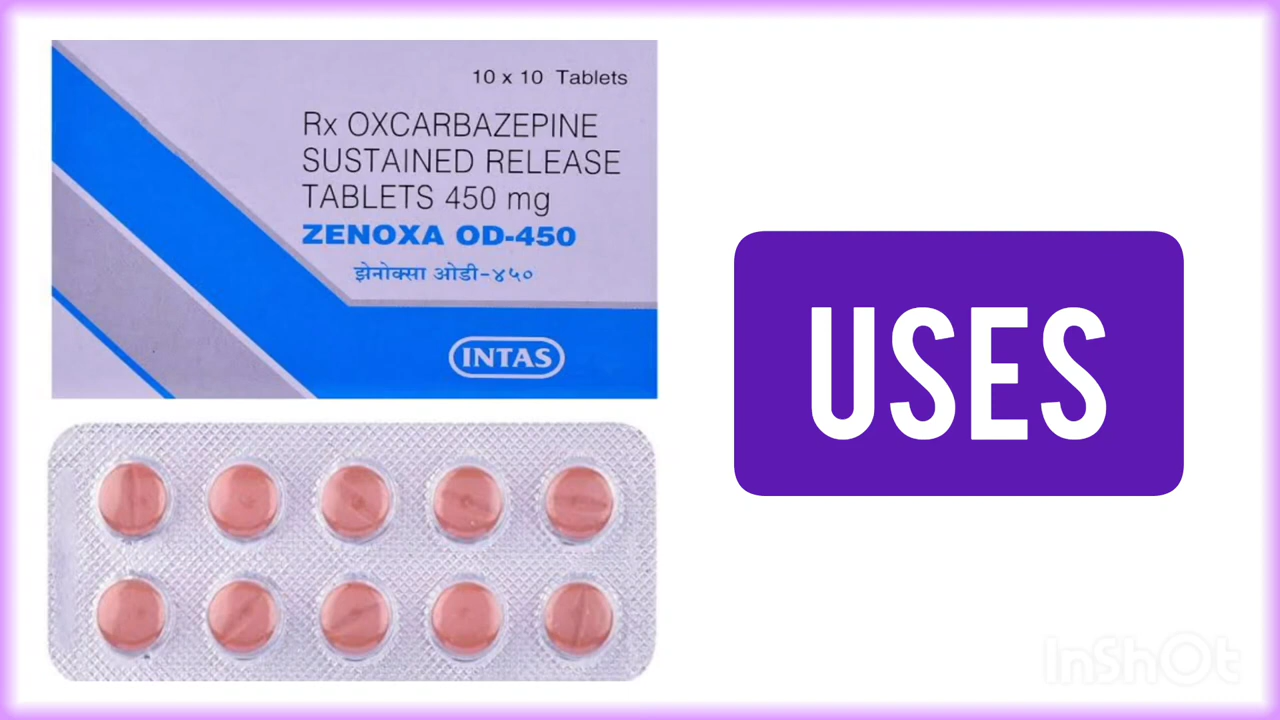 10 x 10 Tablets
Rx OXCARBAZEPINE
SUSTAINED RELEASE
TABLETS 450 mg
ZENOXA OD-450
झेनोक्सा ओडी-४५०
INTAS
USES
InShOt